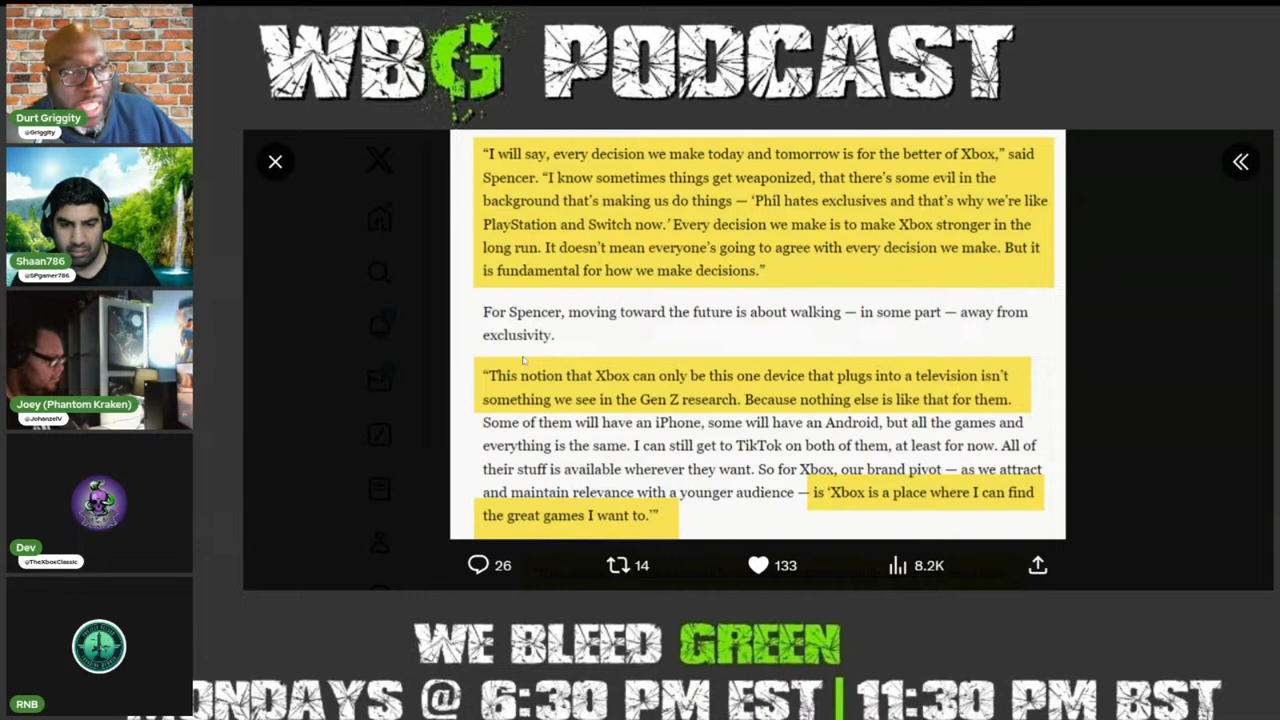 WBG PODCAST
Durt Griggity
@Griggity
Shaan786
@SPgamer786
Joey (Phantom Kraken)
@JohanzelV
Dev
@TheXboxClassic
RNB
“I will say, every decision we make today and tomorrow is for the better of Xbox,” said
Spencer. “I know sometimes things get weaponized, that there’s some evil in the
background that’s making us do things — ‘Phil hates exclusives and that’s why we’re like
PlayStation and Switch now.’ Every decision we make is to make Xbox stronger in the
long run. It doesn’t mean everyone’s going to agree with every decision we make. But it
is fundamental for how we make decisions.”
For Spencer, moving toward the future is about walking — in some part — away from
exclusivity.
“This notion that Xbox can only be this one device that plugs into a television isn’t
something we see in the Gen Z research. Because nothing else is like that for them.
Some of them will have an iPhone, some will have an Android, but all the games and
everything is the same. I can still get to TikTok on both of them, at least for now. All of
their stuff is available wherever they want. So for Xbox, our brand pivot — as we attract
and maintain relevance with a younger audience — is ‘Xbox is a place where I can find
the great games I want to.’”
26 14 133 8.2K
WE BLEED GREEN
MONDAYS @ 6:30 PM EST | 11:30 PM BST